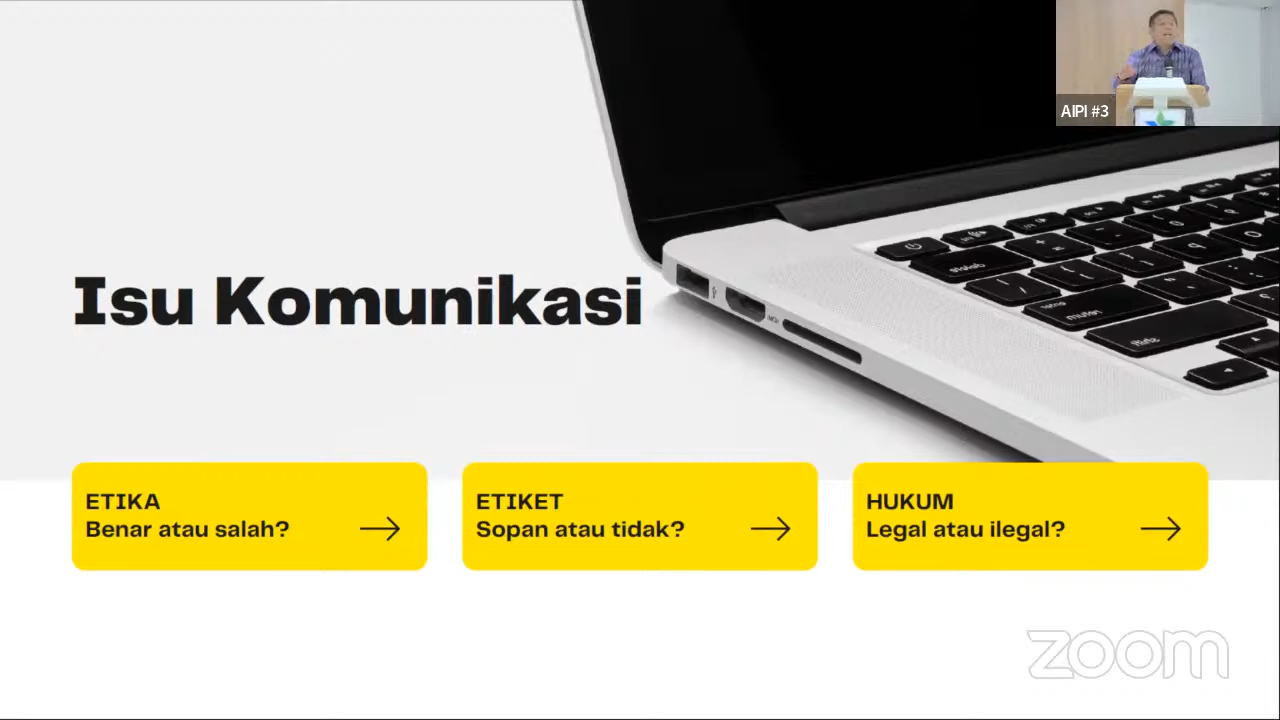 AIPI #3
Isu Komunikasi
ETIKA
Benar atau salah?
ETIKET
Sopan atau tidak?
HUKUM
Legal atau ilegal?
zoom